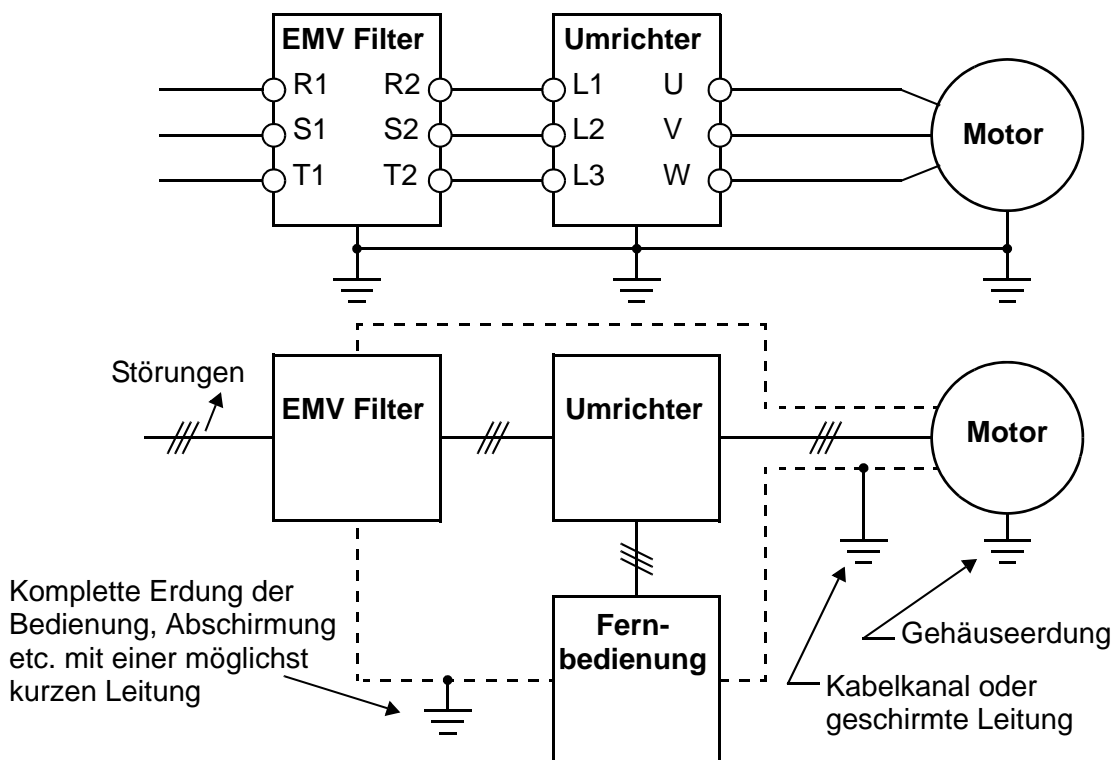 EMV Filter
Umrichter
R1 R2 L1 U
S1 S2 L2 V
T1 T2 L3 W
Motor
Störungen
EMV Filter
Umrichter
Motor
Komplette Erdung der
Bedienung, Abschirmung
etc. mit einer möglichst
kurzen Leitung
Fern-
bedienung
Gehäuseerdung
Kabelkanal oder
geschirmte Leitung